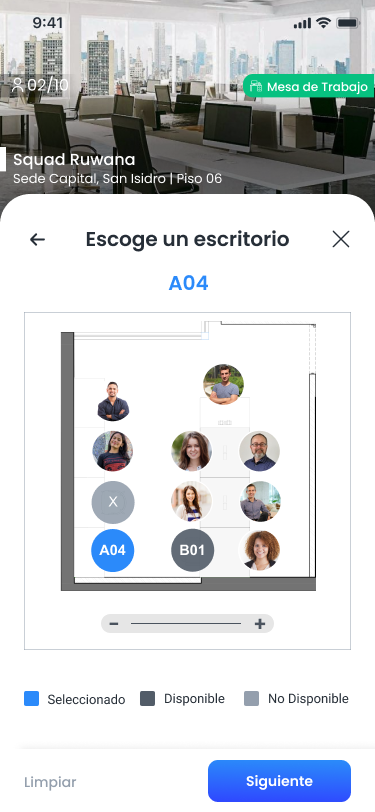 9:41
02/10
Mesa de Trabajo
Squad Ruwana
Sede Capital, San Isidro | Piso 06
Escoge un escritorio
A04
X
A04
B01
Seleccionado
Disponible
No Disponible
Limpiar
Siguiente